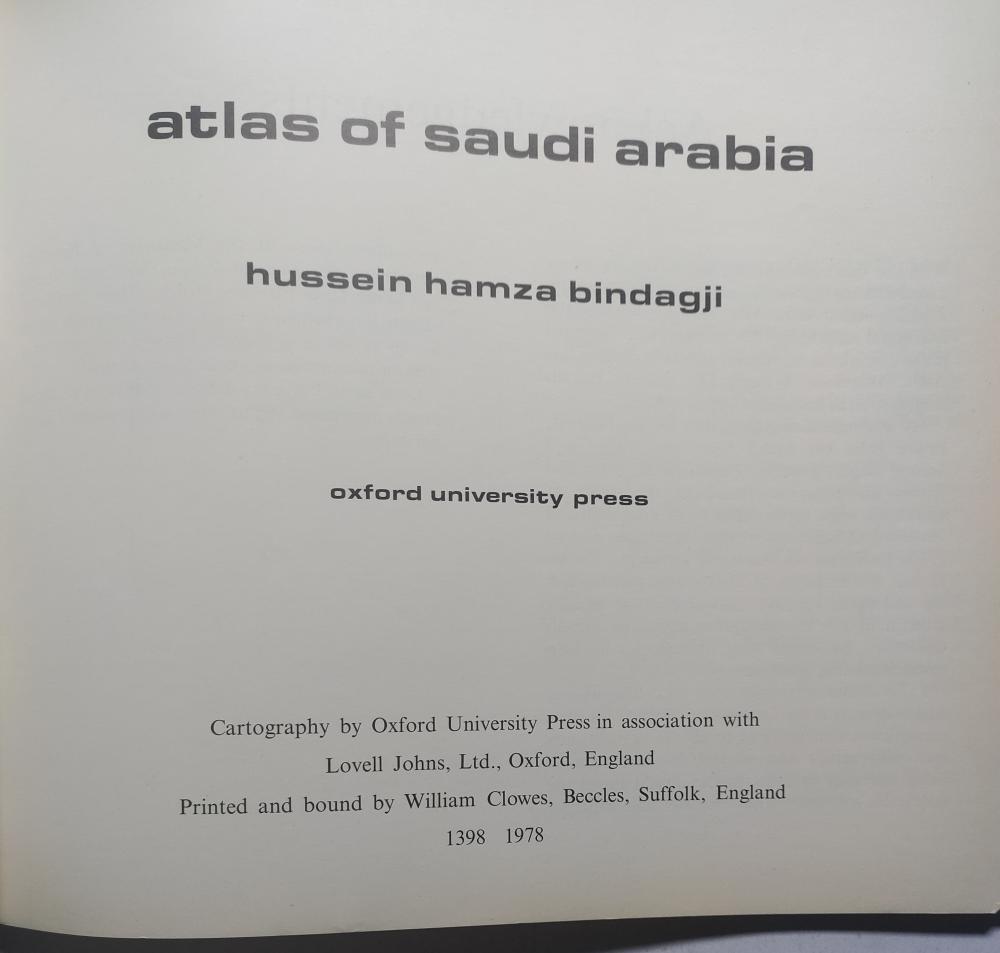 atlas of saudi arabia
hussein hamza bindagji
oxford university press
Cartography by Oxford University Press in association with
Lovell Johns, Ltd., Oxford, England
Printed and bound by William Clowes, Beccles, Suffolk, England
1398 1978